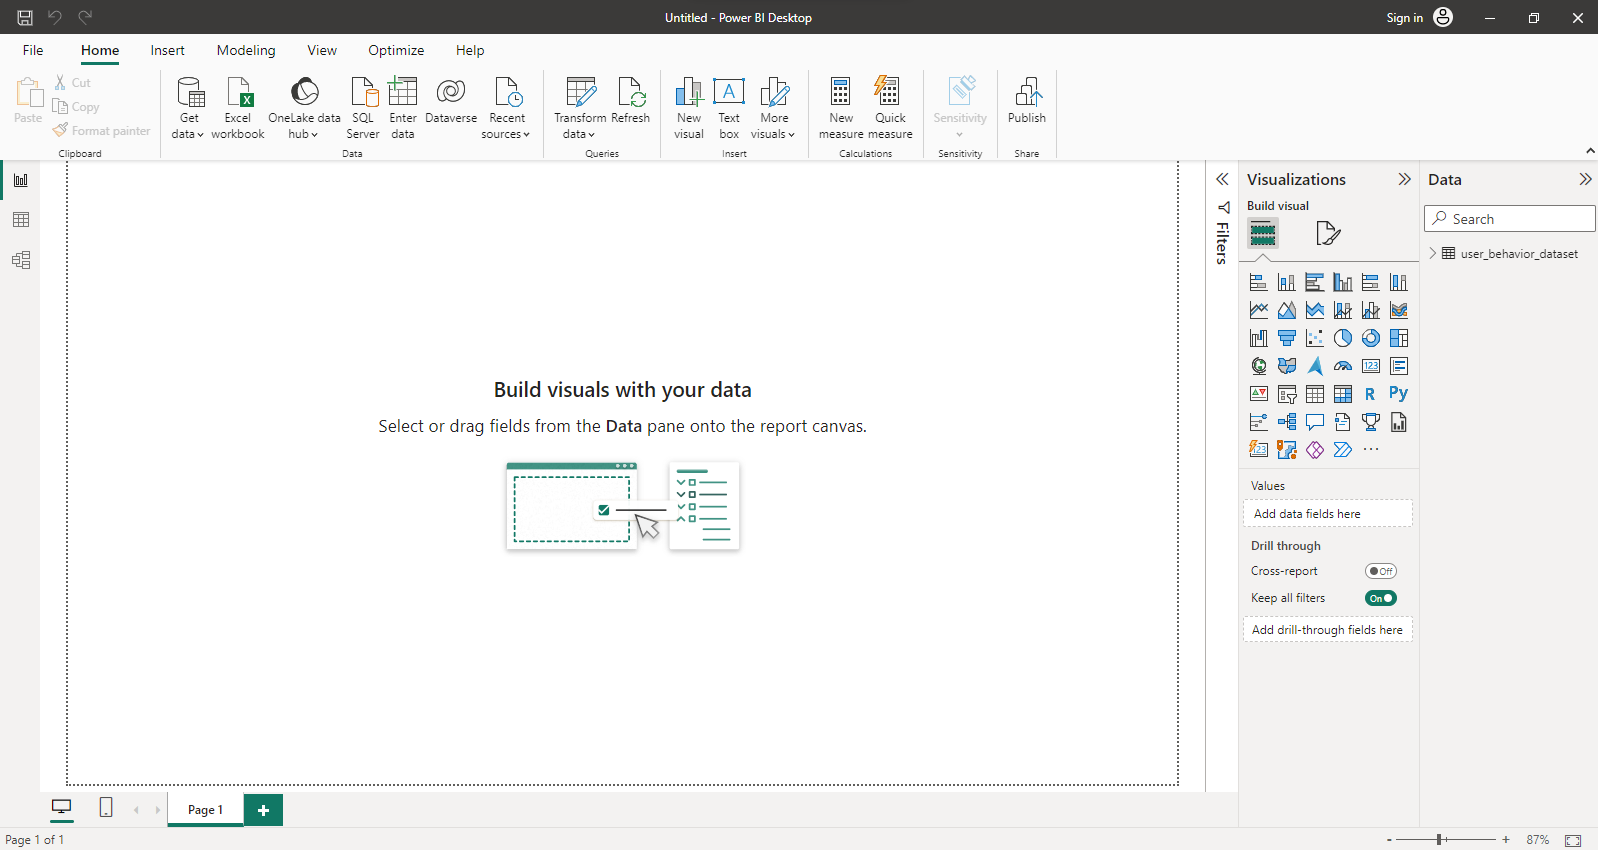 Untitled - Power BI Desktop
Sign in
File Home Insert Modeling View Optimize Help
Paste
Cut
Copy
Format painter
Clipboard
Get data
Excel workbook
OneLake data hub
SQL Server
Enter data
Dataverse
Recent sources
Data
Transform data
Refresh
Queries
New visual
Text box
More visuals
Insert
New measure
Quick measure
Calculations
Sensitivity
Sensitivity
Publish
Share
Build visuals with your data
Select or drag fields from the Data pane onto the report canvas.
Filters
Visualizations
Build visual
R
Py
123
123
Values
Add data fields here
Drill through
Cross-report
Off
Keep all filters
On
Add drill-through fields here
Data
Search
user_behavior_dataset
Page 1
Page 1 of 1
87%